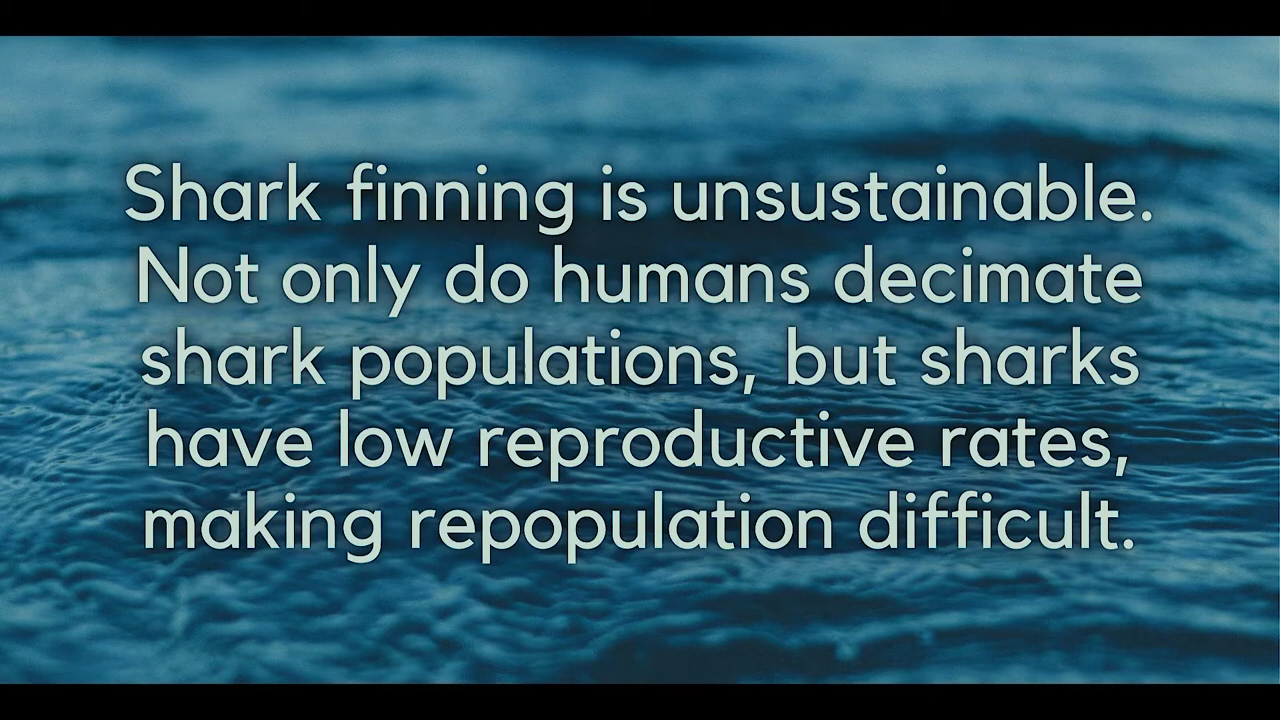 Shark finning is unsustainable.
Not only do humans decimate
shark populations, but sharks
have low reproductive rates,
making repopulation difficult.